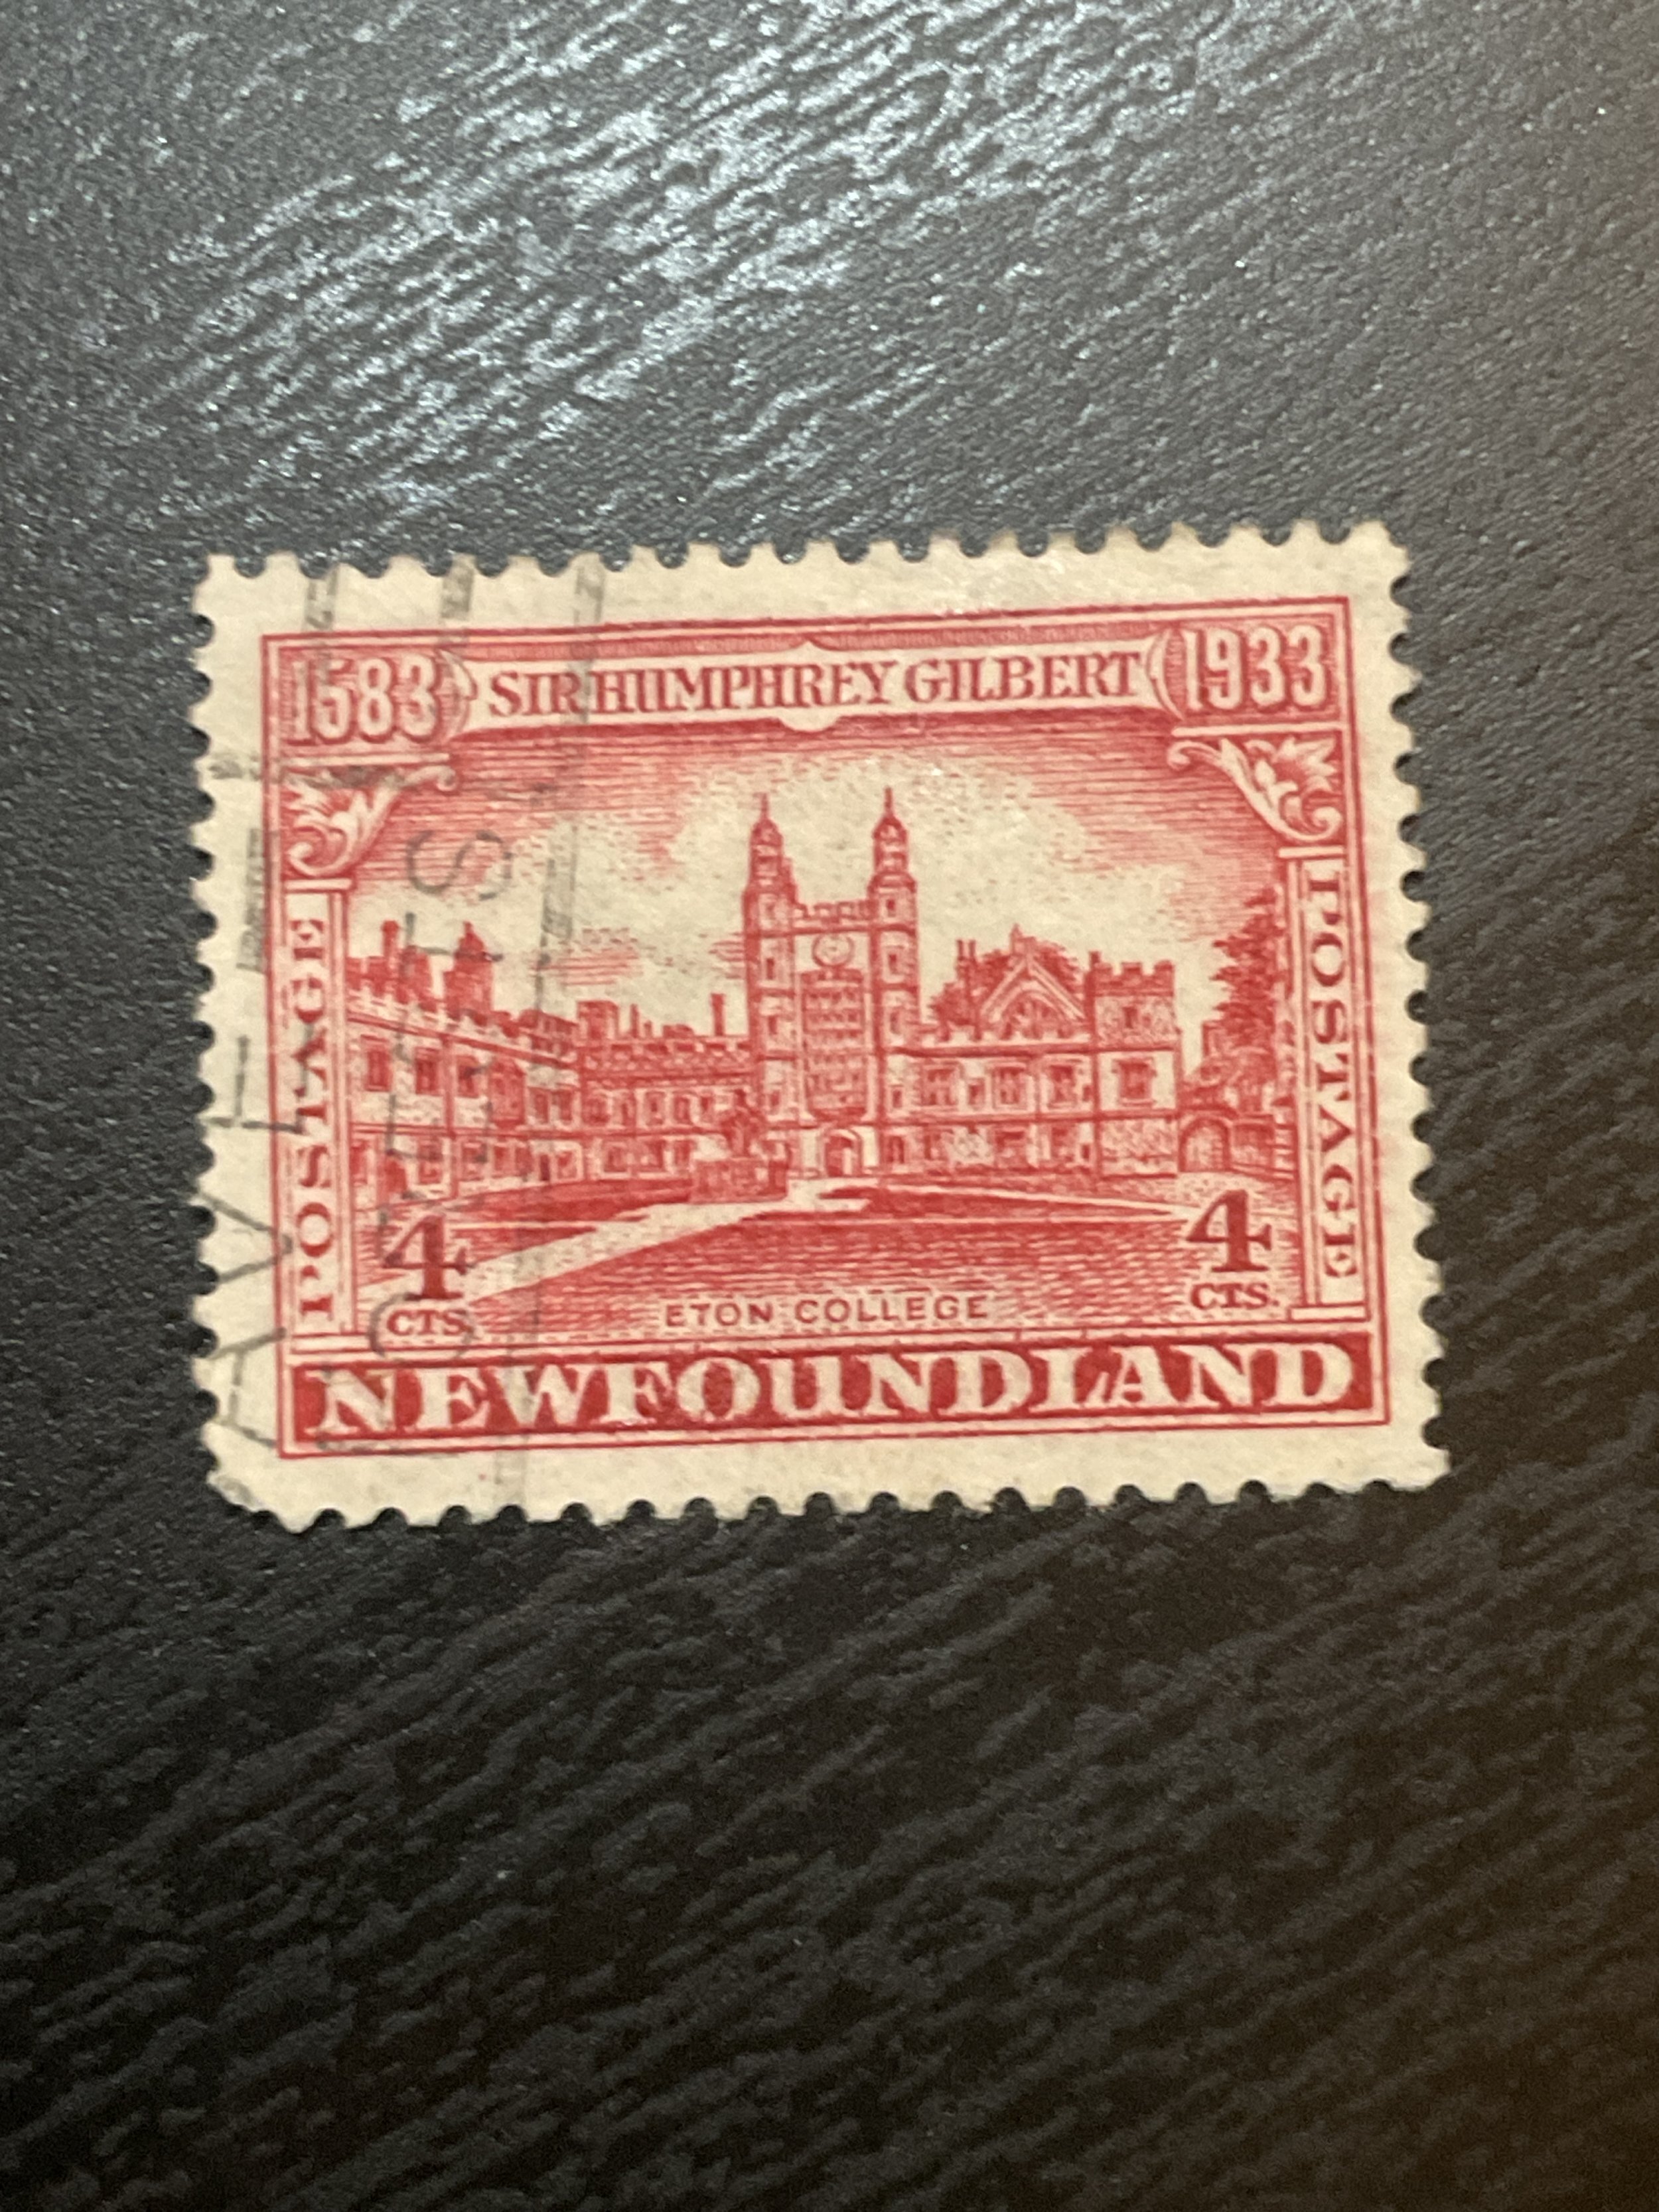 1583 SIR HUMPHREY GILBERT 1933
POSTAGE
POSTAGE
4 CTS.
4 CTS.
ETON COLLEGE
NEWFOUNDLAND